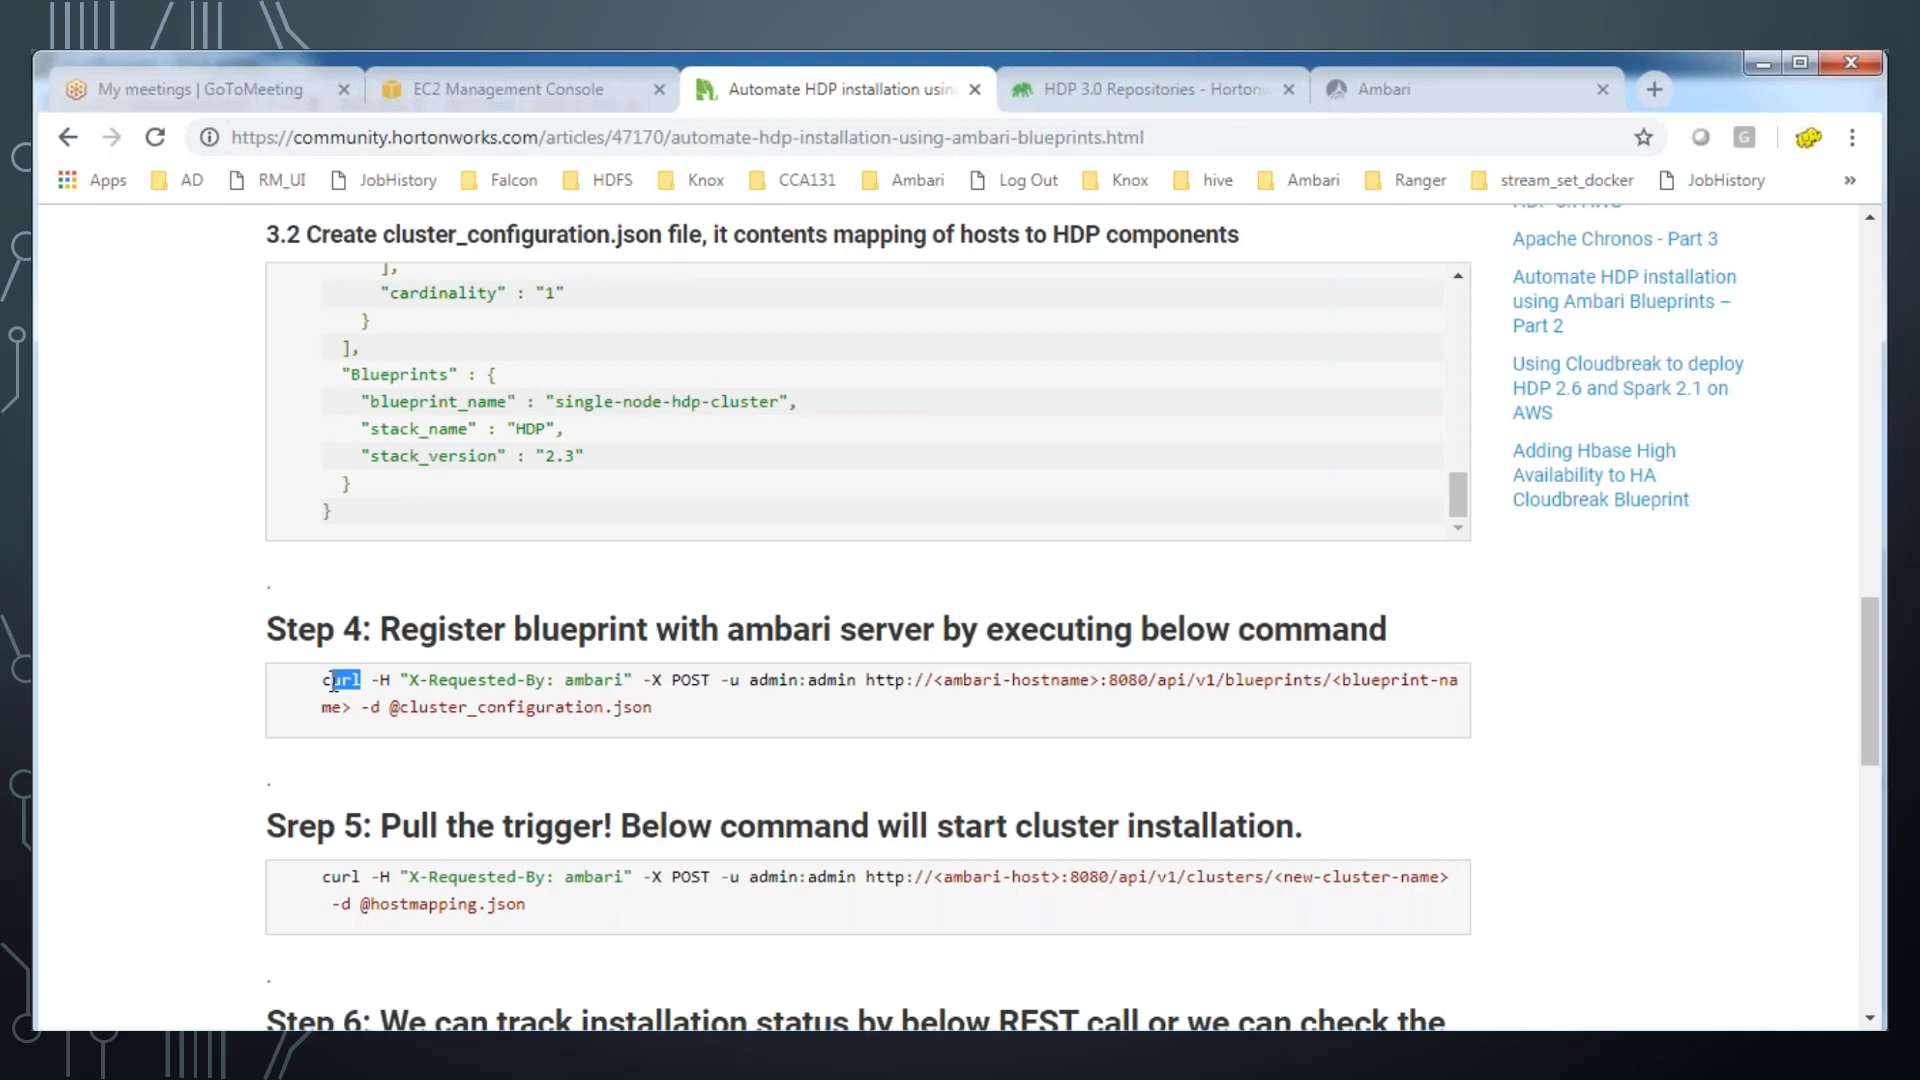 My meetings | GoToMeeting
EC2 Management Console
Automate HDP installation usin
HDP 3.0 Repositories - Horton
Ambari
https://community.hortonworks.com/articles/47170/automate-hdp-installation-using-ambari-blueprints.html
G
Apps
AD
RM_UI
JobHistory
Falcon
HDFS
Knox
CCA131
Ambari
Log Out
Knox
hive
Ambari
Ranger
stream_set_docker
JobHistory
»
3.2 Create cluster_configuration.json file, it contents mapping of hosts to HDP components
],
"cardinality" : "1"
}
],
"Blueprints" : {
"blueprint_name" : "single-node-hdp-cluster",
"stack_name" : "HDP",
"stack_version" : "2.3"
}
}
.
Step 4: Register blueprint with ambari server by executing below command
curl -H "X-Requested-By: ambari" -X POST -u admin:admin http://<ambari-hostname>:8080/api/v1/blueprints/<blueprint-na
me> -d @cluster_configuration.json
.
Srep 5: Pull the trigger! Below command will start cluster installation.
curl -H "X-Requested-By: ambari" -X POST -u admin:admin http://<ambari-host>:8080/api/v1/clusters/<new-cluster-name>
-d @hostmapping.json
.
Step 6: We can track installation status by below REST call or we can check the
Apache Chronos - Part 3
Automate HDP installation
using Ambari Blueprints –
Part 2
Using Cloudbreak to deploy
HDP 2.6 and Spark 2.1 on
AWS
Adding Hbase High
Availability to HA
Cloudbreak Blueprint